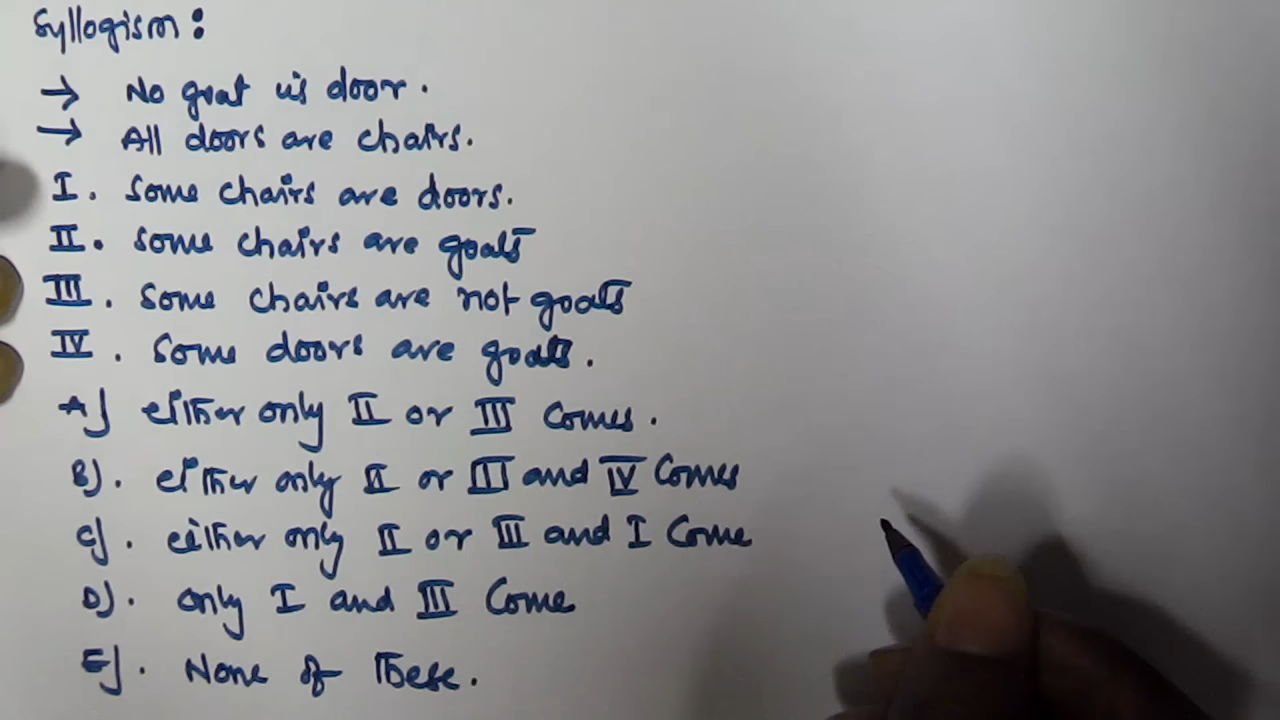 Syllogism:
→ No goat is door.
→ All doors are chairs.
I. Some chairs are doors.
II. Some chairs are goats
III. Some chairs are not goats
IV. Some doors are goats.
A) either only II or III comes.
B). either only II or III and IV comes
C). either only II or III and I come
D). only I and III come
E). None of these.